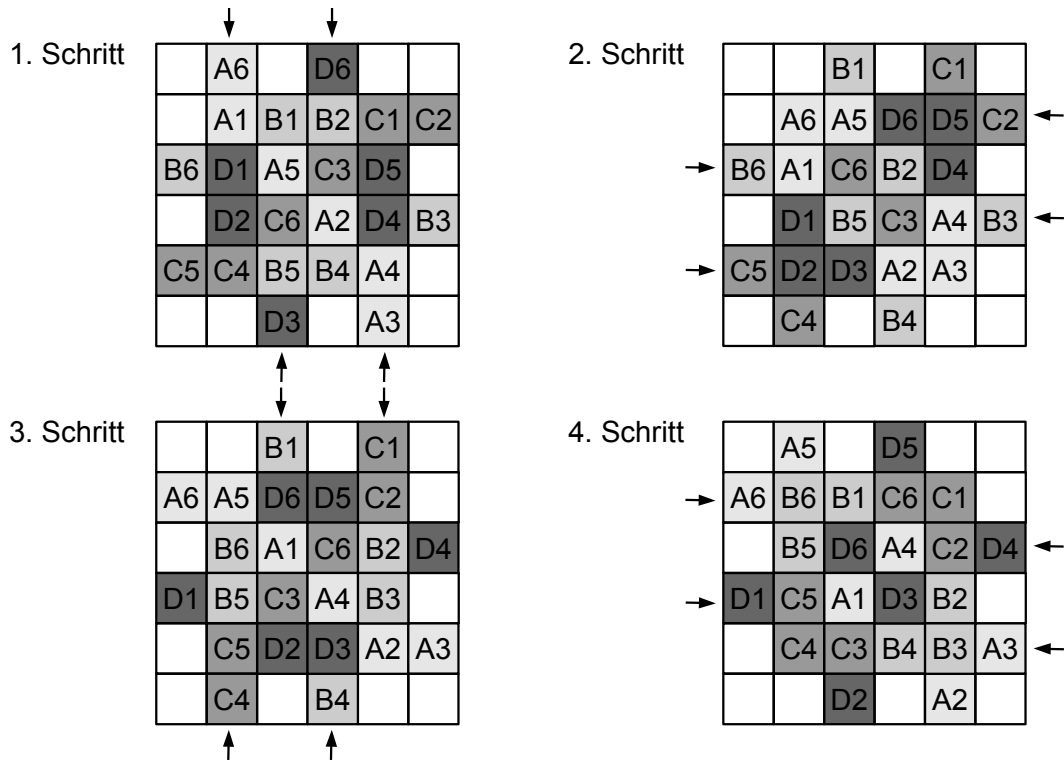 1. Schritt
A6 D6
A1 B1 B2 C1 C2
B6 D1 A5 C3 D5
D2 C6 A2 D4 B3
C5 C4 B5 B4 A4
D3 A3
2. Schritt
B1 C1
A6 A5 D6 D5 C2
B6 A1 C6 B2 D4
D1 B5 C3 A4 B3
C5 D2 D3 A2 A3
C4 B4
3. Schritt
B1 C1
A6 A5 D6 D5 C2
B6 A1 C6 B2 D4
D1 B5 C3 A4 B3
C5 D2 D3 A2 A3
C4 B4
4. Schritt
A5 D5
A6 B6 B1 C6 C1
B5 D6 A4 C2 D4
D1 C5 A1 D3 B2
C4 C3 B4 B3 A3
D2 A2